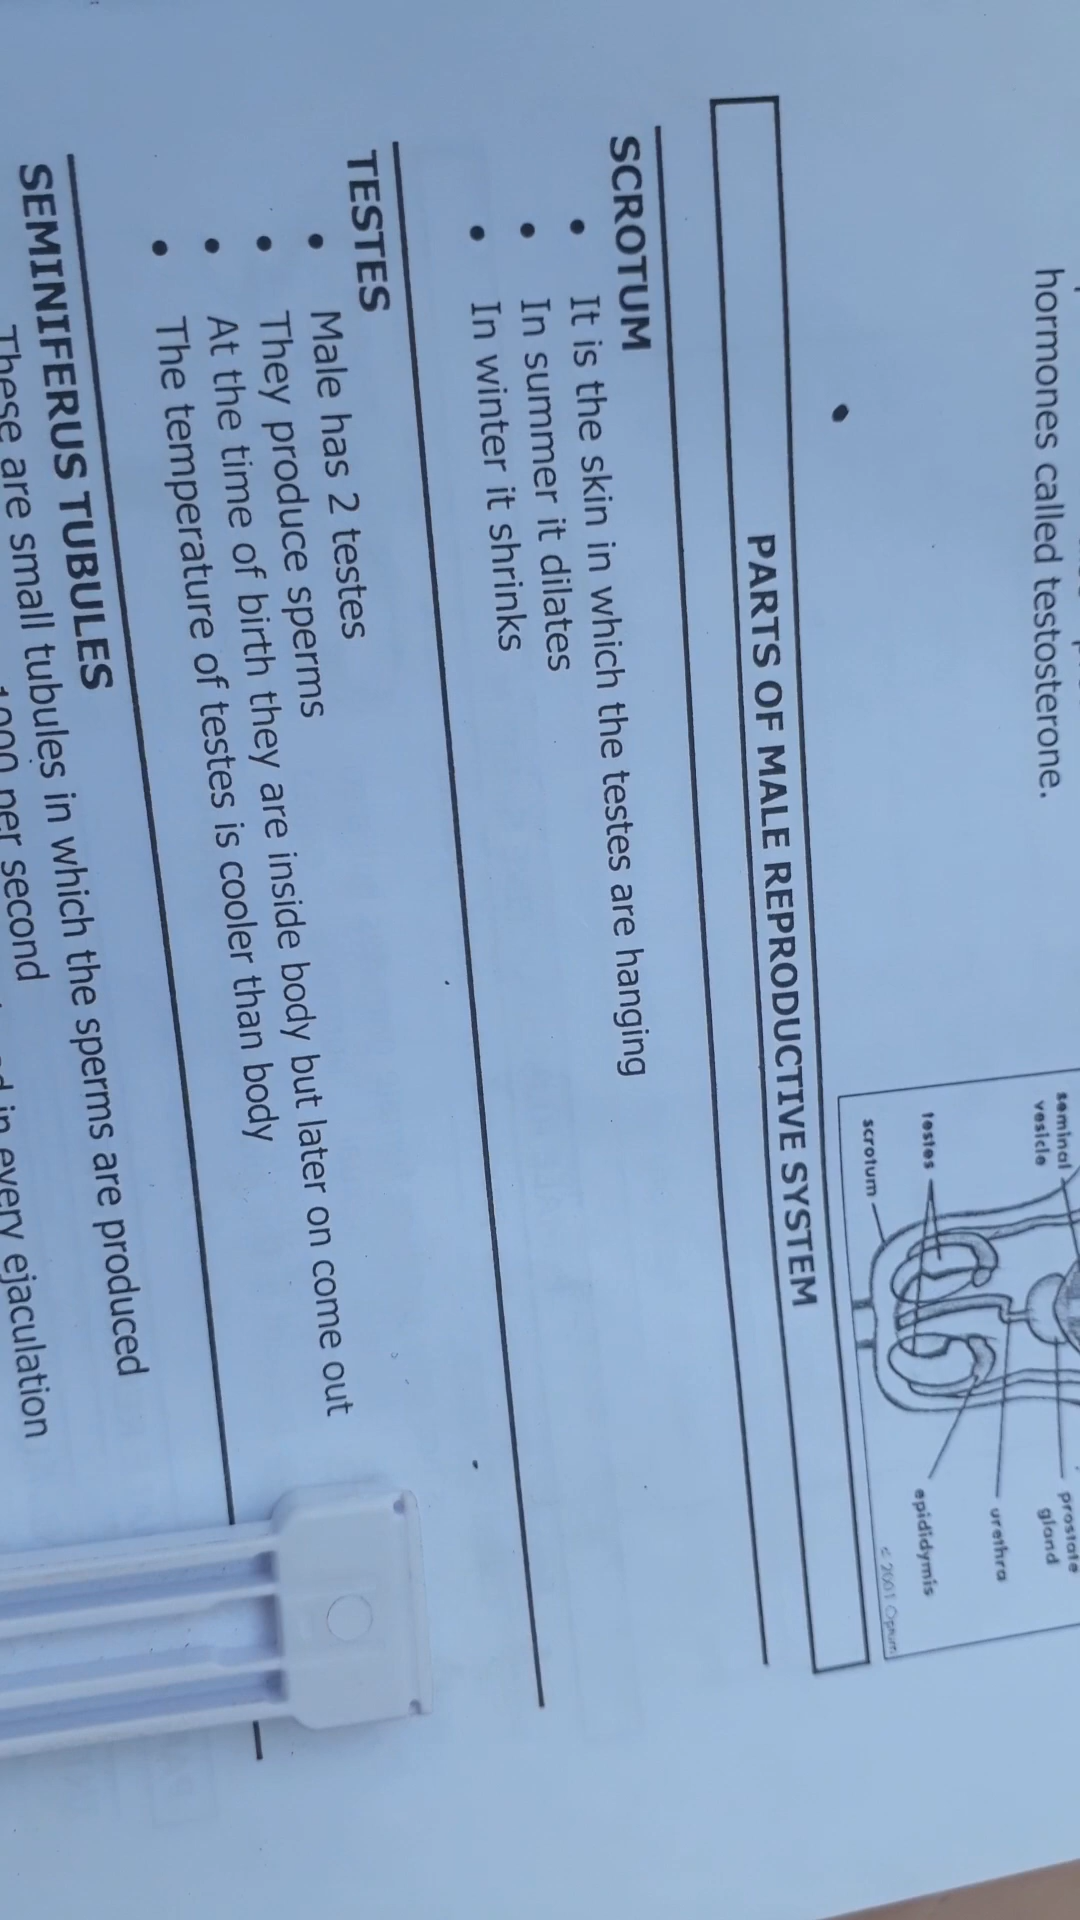 hormones called testosterone.
seminal
vesicle
testes
scrotum
prostate
gland
urethra
epididymis
© 2001
PARTS OF MALE REPRODUCTIVE SYSTEM
SCROTUM
• It is the skin in which the testes are hanging
• In summer it dilates
• In winter it shrinks
TESTES
• Male has 2 testes
• They produce sperms
• At the time of birth they are inside body but later on come out
• The temperature of testes is cooler than body
SEMINIFERUS TUBULES
These are small tubules in which the sperms are produced
per second
in every ejaculation